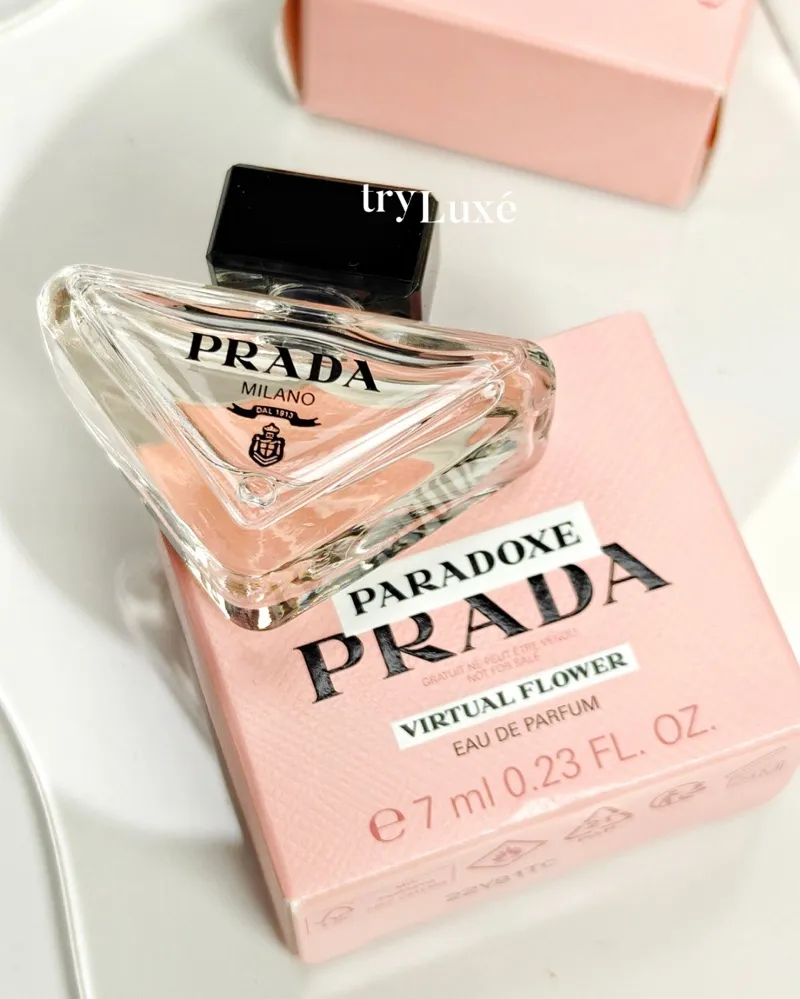 tryLuxé
PRADA
MILANO
DAL 1913
PARADOXE
PRADA
GRATUIT NE PEUT ÊTRE VENDU
NOT FOR SALE
VIRTUAL FLOWER
EAU DE PARFUM
e 7 ml 0.23 FL. OZ.